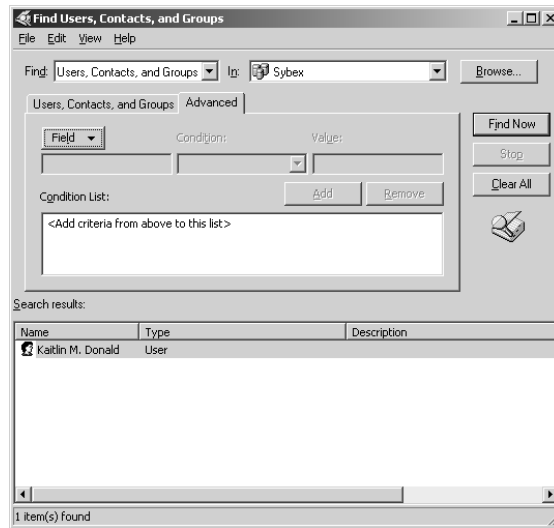 Find Users, Contacts, and Groups
File Edit View Help
Find: Users, Contacts, and Groups In: Sybex Browse...
Users, Contacts, and Groups Advanced
Find Now
Field Condition: Value:
Stop
Clear All
Condition List: Add Remove
<Add criteria from above to this list>
Search results:
Name Type Description
Kaitlin M. Donald User
1 item(s) found